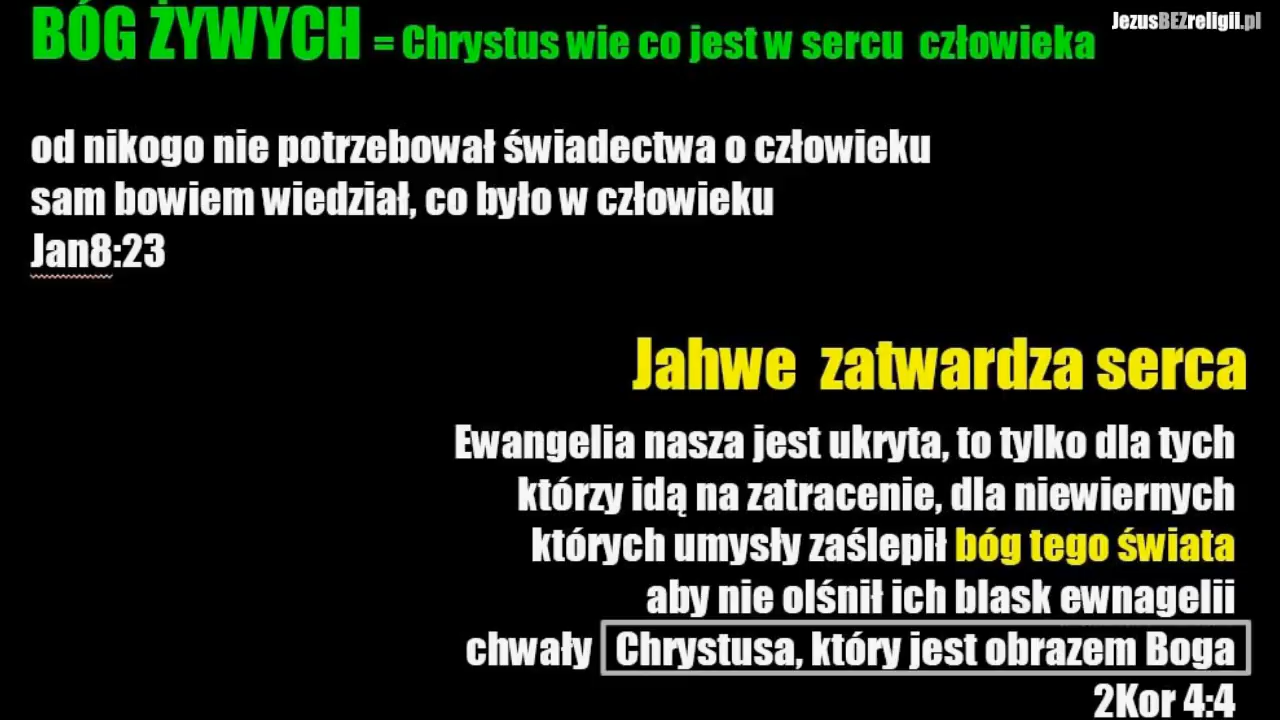 JezusBEZreligii.pl
BÓG ŻYWYCH = Chrystus wie co jest w sercu człowieka
od nikogo nie potrzebował świadectwa o człowieku
sam bowiem wiedział, co było w człowieku
Jan8:23
Jahwe zatwardza serca
Ewangelia nasza jest ukryta, to tylko dla tych
którzy idą na zatracenie, dla niewiernych
których umysły zaślepił bóg tego świata
aby nie olśnił ich blask ewnagelii
chwały Chrystusa, który jest obrazem Boga
2Kor 4:4